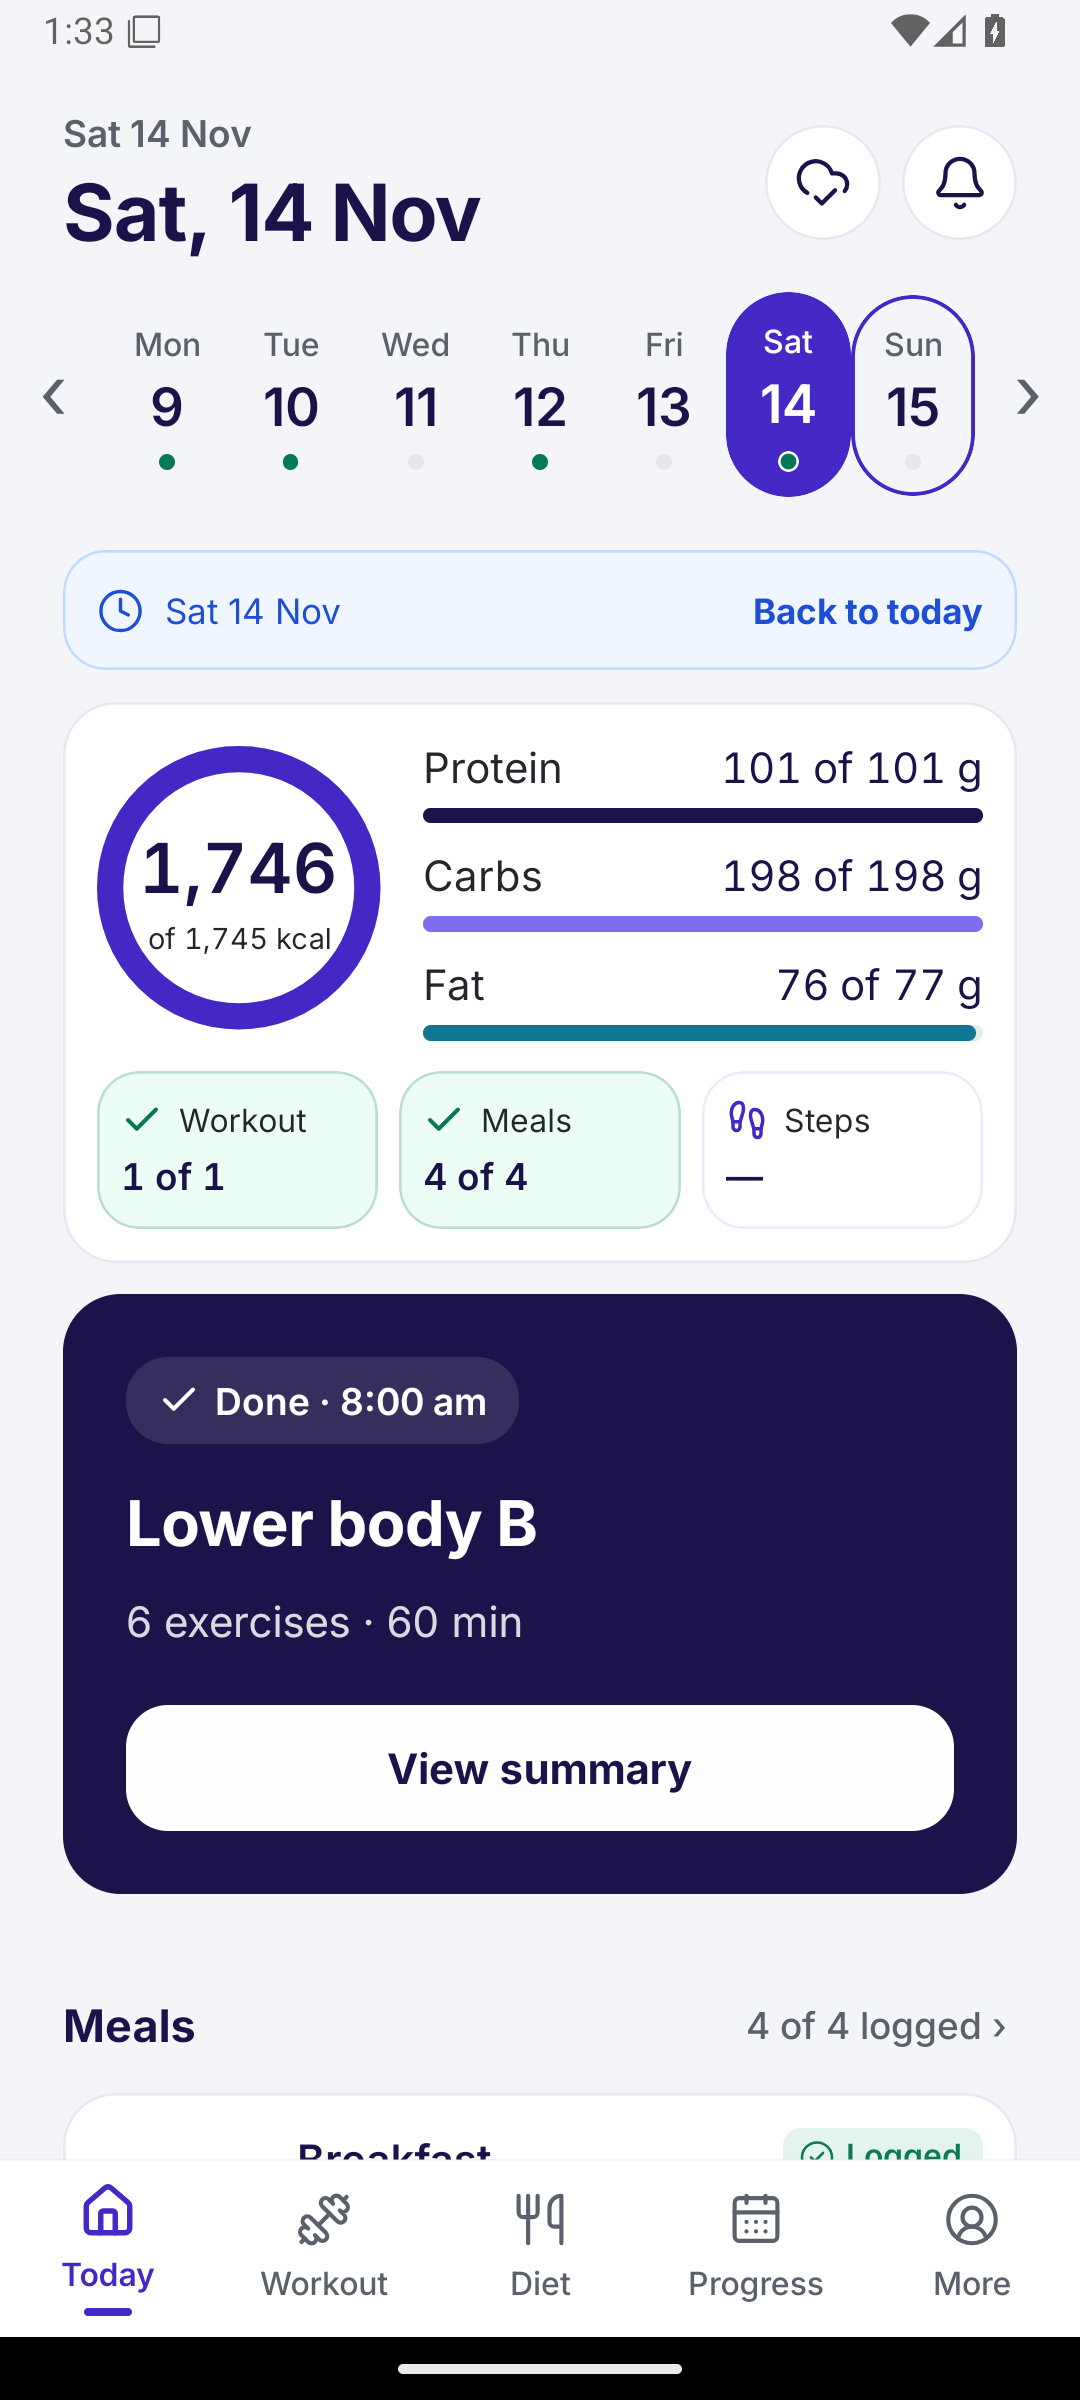 1:33
Sat 14 Nov
Sat, 14 Nov
Mon Tue Wed Thu Fri Sat Sun
9 10 11 12 13 14 15
Sat 14 Nov Back to today
1,746
of 1,745 kcal
Protein 101 of 101 g
Carbs 198 of 198 g
Fat 76 of 77 g
Workout
1 of 1
Meals
4 of 4
Steps
—
Done · 8:00 am
Lower body B
6 exercises · 60 min
View summary
Meals 4 of 4 logged ›
Breakfast Logged
Today Workout Diet Progress More